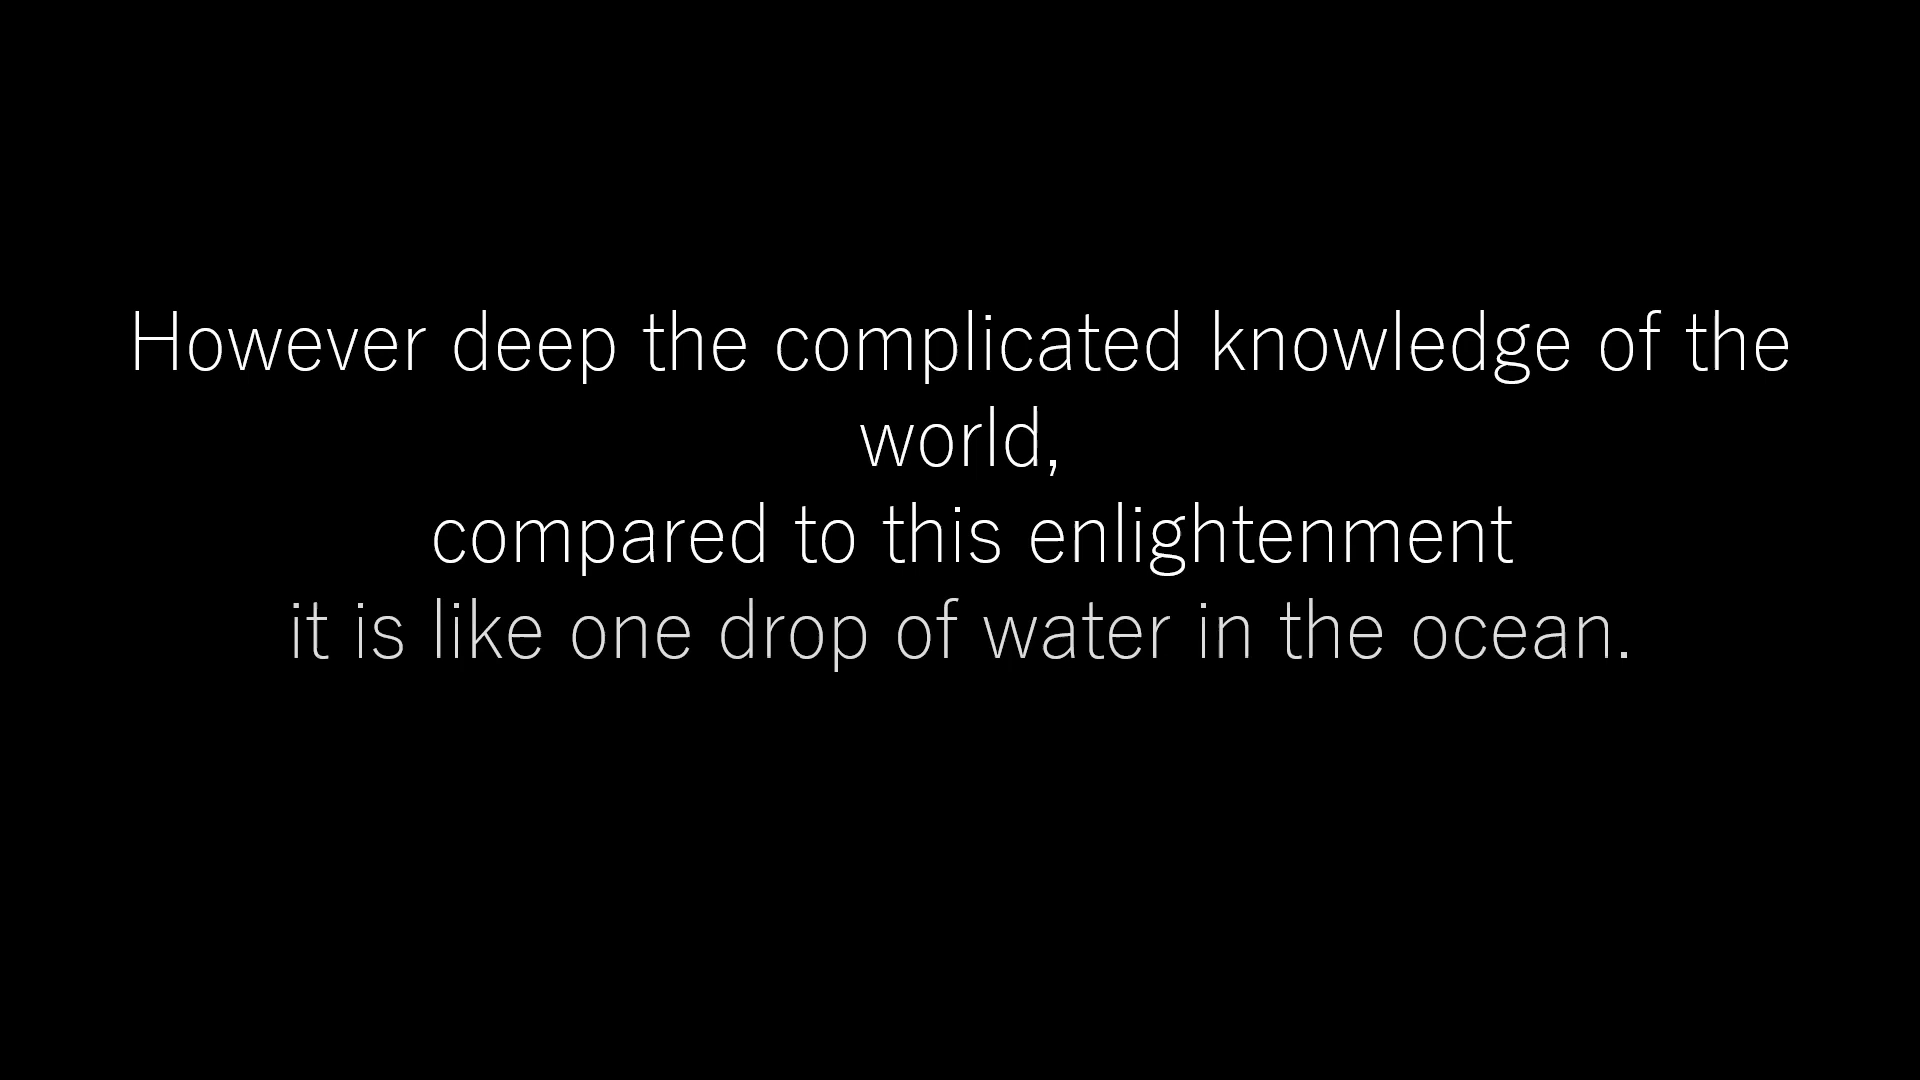 However deep the complicated knowledge of the
world,
compared to this enlightenment
it is like one drop of water in the ocean.